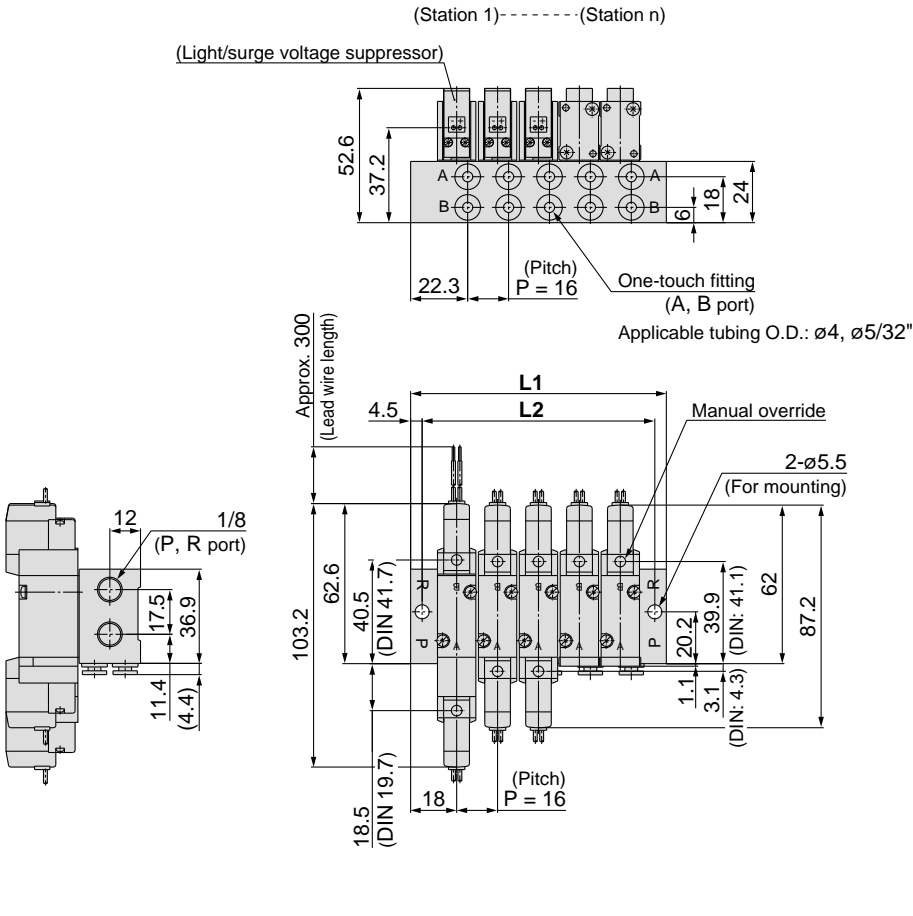 (Station 1)--------(Station n)
(Light/surge voltage suppressor)
52.6
37.2
A
A
B
B
18
24
6
22.3
(Pitch)
P = 16
One-touch fitting
(A, B port)
Applicable tubing O.D.: ø4, ø5/32"
Approx. 300
(Lead wire length)
L1
L2
4.5
Manual override
2-ø5.5
(For mounting)
12
1/8
(P, R port)
17.5
36.9
11.4
(4.4)
103.2
62.6
40.5
(DIN 41.7)
R
P
R
P
B
B
B
B
B
A
A
A
A
A
20.2
39.9
(DIN: 41.1)
62
87.2
1.1
3.1
(DIN: 4.3)
18.5
(DIN 19.7)
18
(Pitch)
P = 16